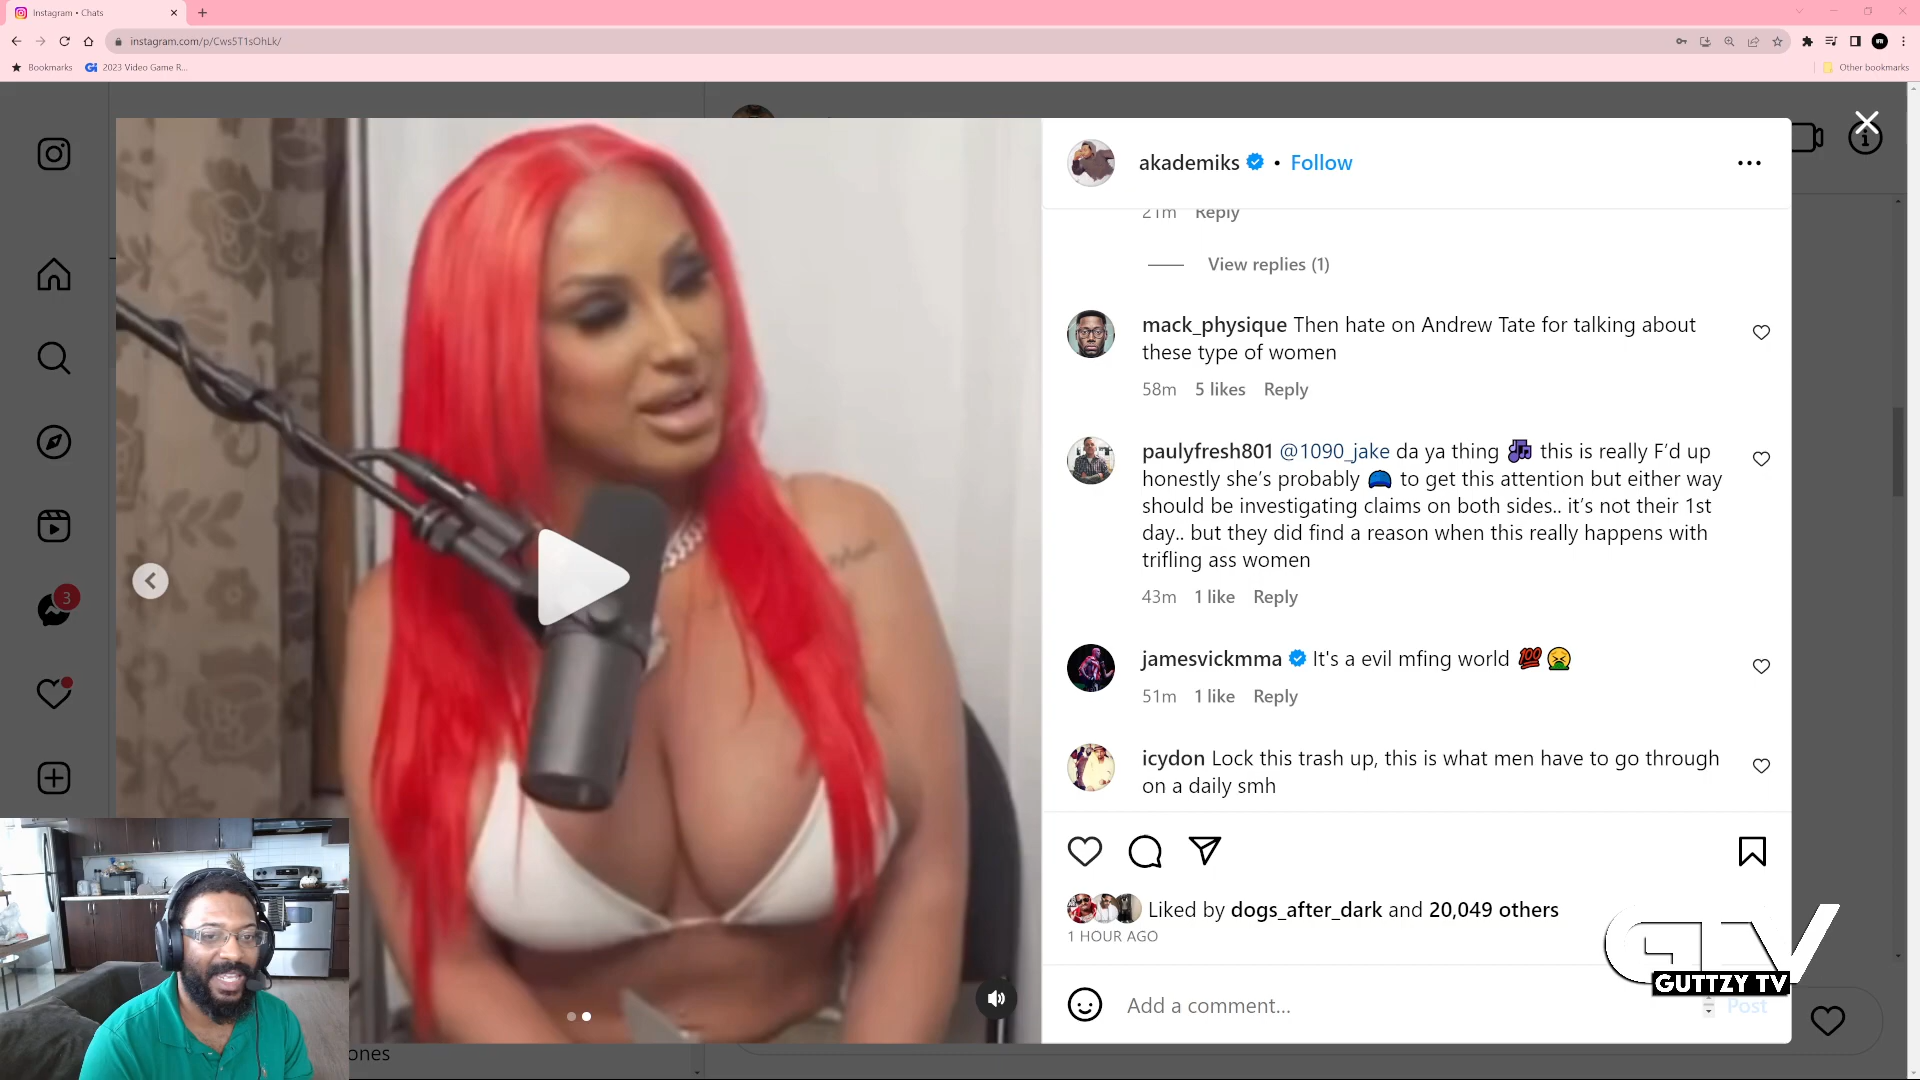 Instagram • Chats
instagram.com/p/Cws5T1sOhLk/
Bookmarks
2023 Video Game R...
Other bookmarks
akademiks • Follow
21m Reply
View replies (1)
mack_physique Then hate on Andrew Tate for talking about
these type of women
58m 5 likes Reply
paulyfresh801 @1090_jake da ya thing 🎶 this is really F’d up
honestly she’s probably 🧢 to get this attention but either way
should be investigating claims on both sides.. it’s not their 1st
day.. but they did find a reason when this really happens with
trifling ass women
43m 1 like Reply
3
jamesvickmma It's a evil mfing world 💯🤮
51m 1 like Reply
icydon Lock this trash up, this is what men have to go through
on a daily smh
Liked by dogs_after_dark and 20,049 others
1 HOUR AGO
GTV
GUTTZY TV
Add a comment...
Post
ones